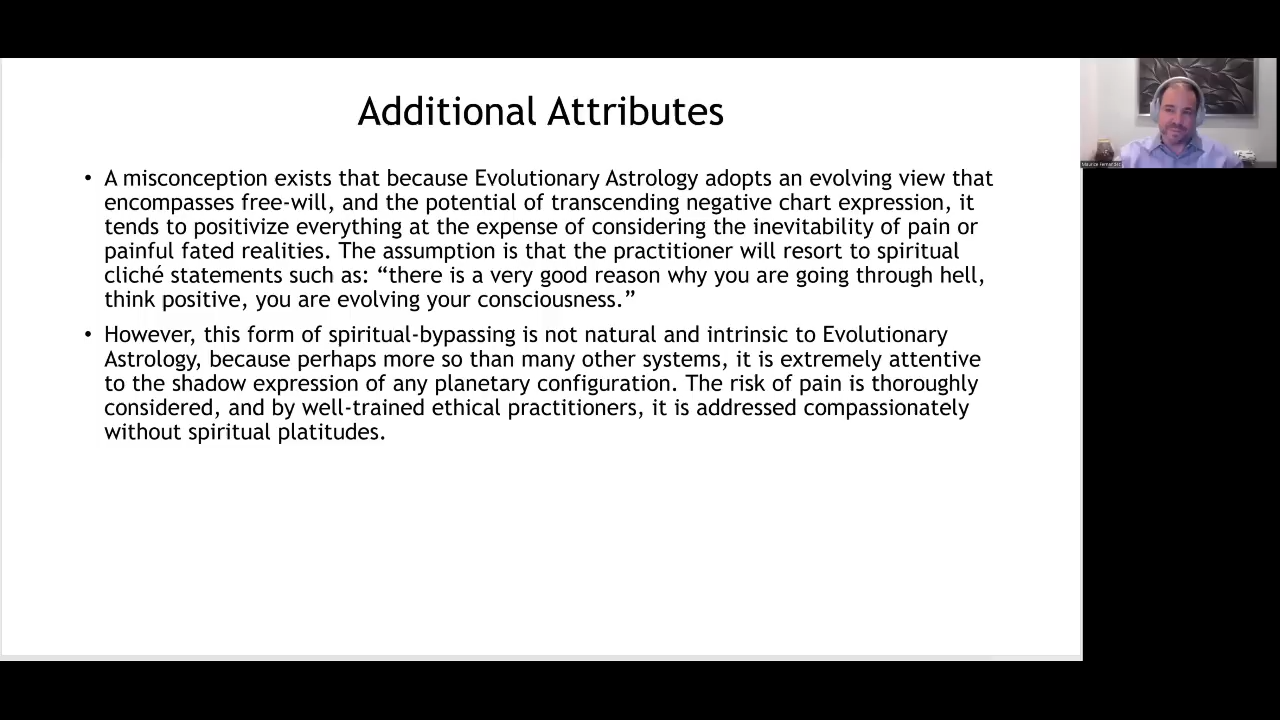 Additional Attributes
• A misconception exists that because Evolutionary Astrology adopts an evolving view that
encompasses free-will, and the potential of transcending negative chart expression, it
tends to positivize everything at the expense of considering the inevitability of pain or
painful fated realities. The assumption is that the practitioner will resort to spiritual
cliché statements such as: “there is a very good reason why you are going through hell,
think positive, you are evolving your consciousness.”
• However, this form of spiritual-bypassing is not natural and intrinsic to Evolutionary
Astrology, because perhaps more so than many other systems, it is extremely attentive
to the shadow expression of any planetary configuration. The risk of pain is thoroughly
considered, and by well-trained ethical practitioners, it is addressed compassionately
without spiritual platitudes.
Maurice Fernandez